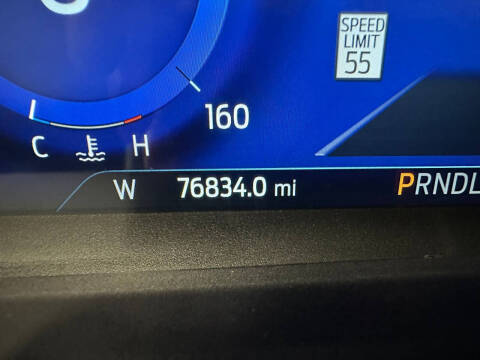 SPEED
LIMIT
55
160
C H
W 76834.0 mi PRNDL